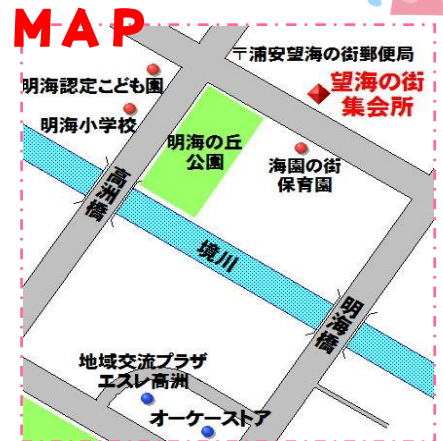 MAP
〒浦安望海の街郵便局
望海の街
集会所
明海認定こども園
明海小学校
明海の丘
公園
海園の街
保育園
高洲橋
境川
明海橋
地域交流プラザ
エスレ高洲
オーケーストア